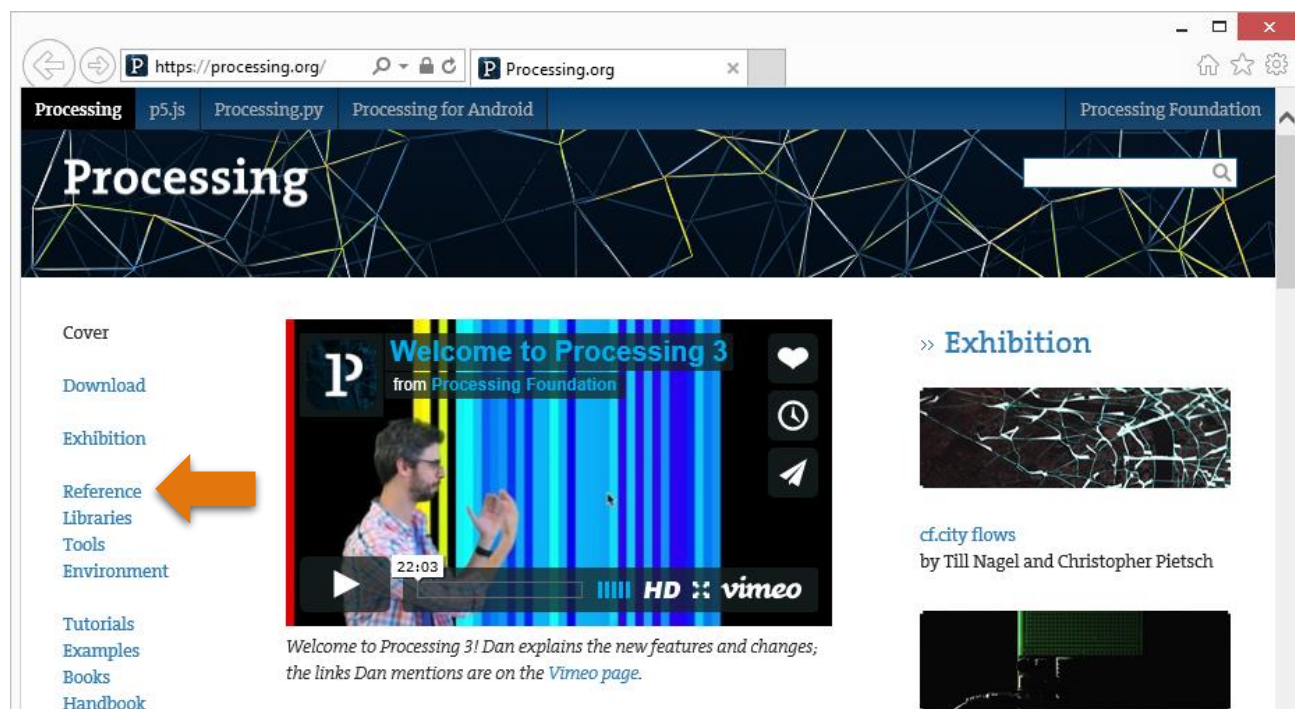 https://processing.org/
Processing.org
Processing p5.js Processing.py Processing for Android Processing Foundation
Processing
Cover
Download
Exhibition
Reference
Libraries
Tools
Environment
Tutorials
Examples
Books
Handbook
Welcome to Processing 3
from Processing Foundation
22:03
HD vimeo
Welcome to Processing 3! Dan explains the new features and changes;
the links Dan mentions are on the Vimeo page.
» Exhibition
cf.city flows
by Till Nagel and Christopher Pietsch